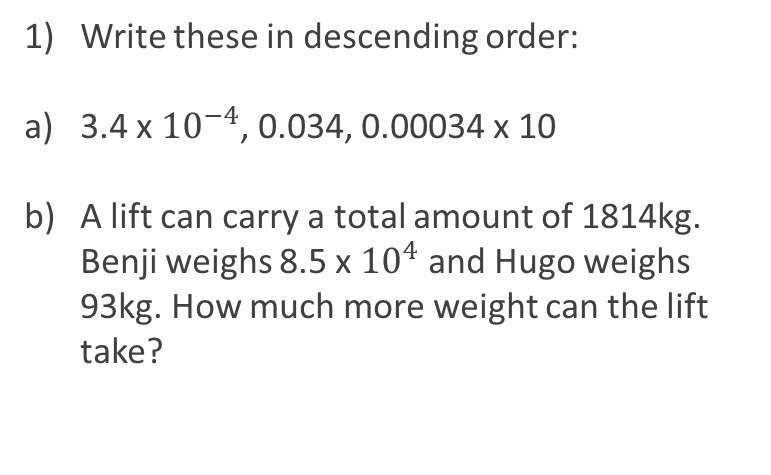 1) Write these in descending order:
a) 3.4 x 10⁻⁴, 0.034, 0.00034 x 10
b) A lift can carry a total amount of 1814kg.
Benji weighs 8.5 x 10⁴ and Hugo weighs
93kg. How much more weight can the lift
take?